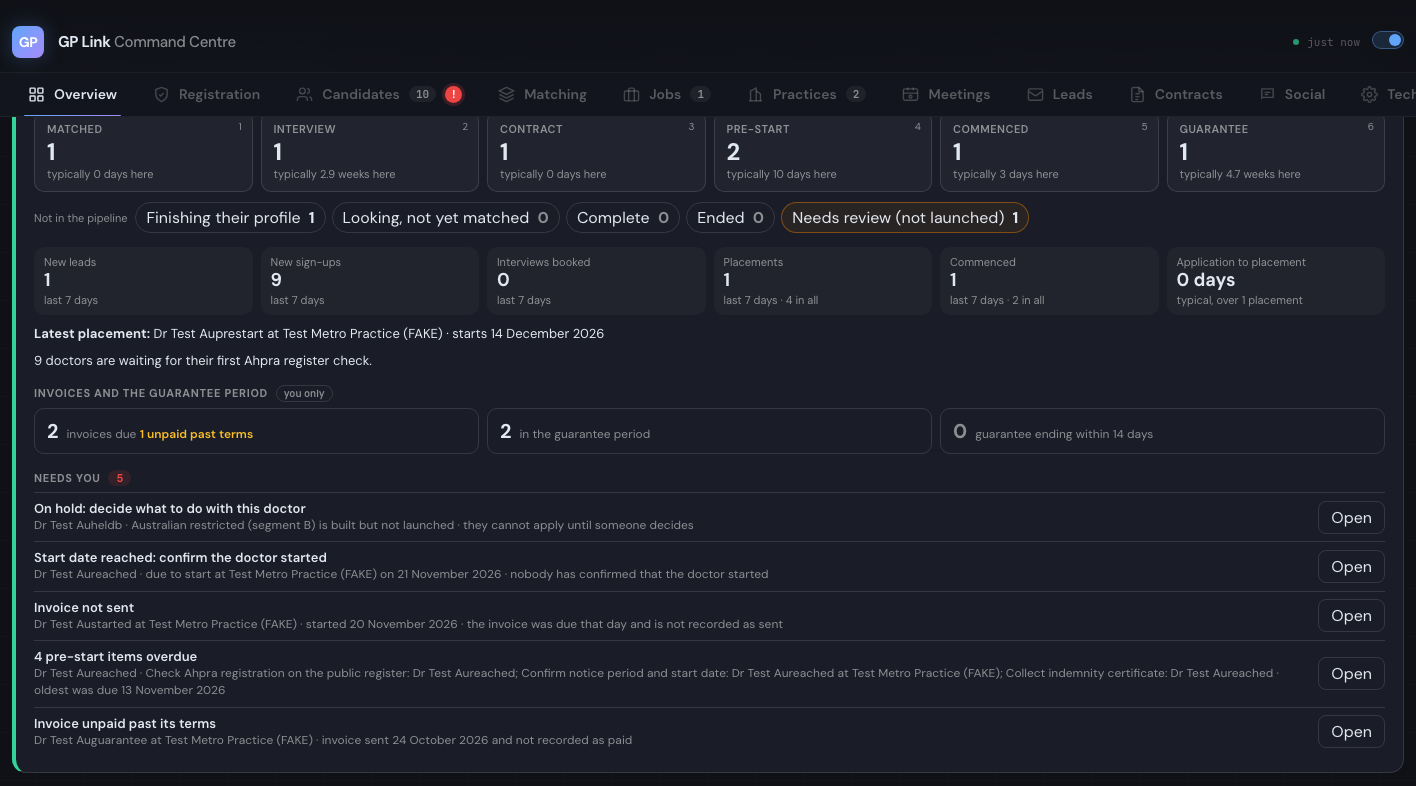 GP
GP Link Command Centre
just now
Overview
Registration
Candidates 10 !
Matching
Jobs 1
Practices 2
Meetings
Leads
Contracts
Social
Tech
MATCHED 1
1
typically 0 days here
INTERVIEW 2
1
typically 2.9 weeks here
CONTRACT 3
1
typically 0 days here
PRE-START 4
2
typically 10 days here
COMMENCED 5
1
typically 3 days here
GUARANTEE 6
1
typically 4.7 weeks here
Not in the pipeline
Finishing their profile 1
Looking, not yet matched 0
Complete 0
Ended 0
Needs review (not launched) 1
New leads
1
last 7 days
New sign-ups
9
last 7 days
Interviews booked
0
last 7 days
Placements
1
last 7 days · 4 in all
Commenced
1
last 7 days · 2 in all
Application to placement
0 days
typical, over 1 placement
Latest placement: Dr Test Auprestart at Test Metro Practice (FAKE) · starts 14 December 2026
9 doctors are waiting for their first Ahpra register check.
INVOICES AND THE GUARANTEE PERIOD you only
2 invoices due 1 unpaid past terms
2 in the guarantee period
0 guarantee ending within 14 days
NEEDS YOU 5
On hold: decide what to do with this doctor
Dr Test Auheldb · Australian restricted (segment B) is built but not launched · they cannot apply until someone decides
Open
Start date reached: confirm the doctor started
Dr Test Aureached · due to start at Test Metro Practice (FAKE) on 21 November 2026 · nobody has confirmed that the doctor started
Open
Invoice not sent
Dr Test Austarted at Test Metro Practice (FAKE) · started 20 November 2026 · the invoice was due that day and is not recorded as sent
Open
4 pre-start items overdue
Dr Test Aureached · Check Ahpra registration on the public register: Dr Test Aureached; Confirm notice period and start date: Dr Test Aureached at Test Metro Practice (FAKE); Collect indemnity certificate: Dr Test Aureached ·
oldest was due 13 November 2026
Open
Invoice unpaid past its terms
Dr Test Auguarantee at Test Metro Practice (FAKE) · invoice sent 24 October 2026 and not recorded as paid
Open